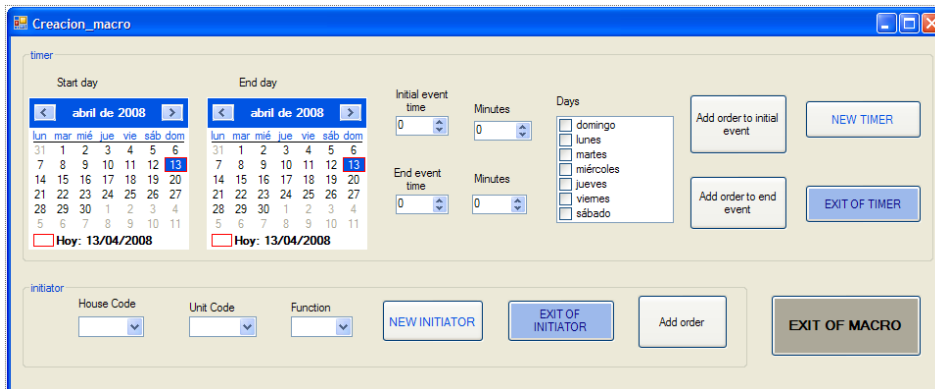 Creacion_macro
timer
Start day
End day
abril de 2008
lun mar mié jue vie sáb dom
31 1 2 3 4 5 6
7 8 9 10 11 12 13
14 15 16 17 18 19 20
21 22 23 24 25 26 27
28 29 30 1 2 3 4
5 6 7 8 9 10 11
Hoy: 13/04/2008
abril de 2008
lun mar mié jue vie sáb dom
31 1 2 3 4 5 6
7 8 9 10 11 12 13
14 15 16 17 18 19 20
21 22 23 24 25 26 27
28 29 30 1 2 3 4
5 6 7 8 9 10 11
Hoy: 13/04/2008
Initial event
time
0
Minutes
0
End event
time
0
Minutes
0
Days
domingo
lunes
martes
miércoles
jueves
viernes
sábado
Add order to initial
event
NEW TIMER
Add order to end
event
EXIT OF TIMER
initiator
House Code
Unit Code
Function
NEW INITIATOR
EXIT OF
INITIATOR
Add order
EXIT OF MACRO